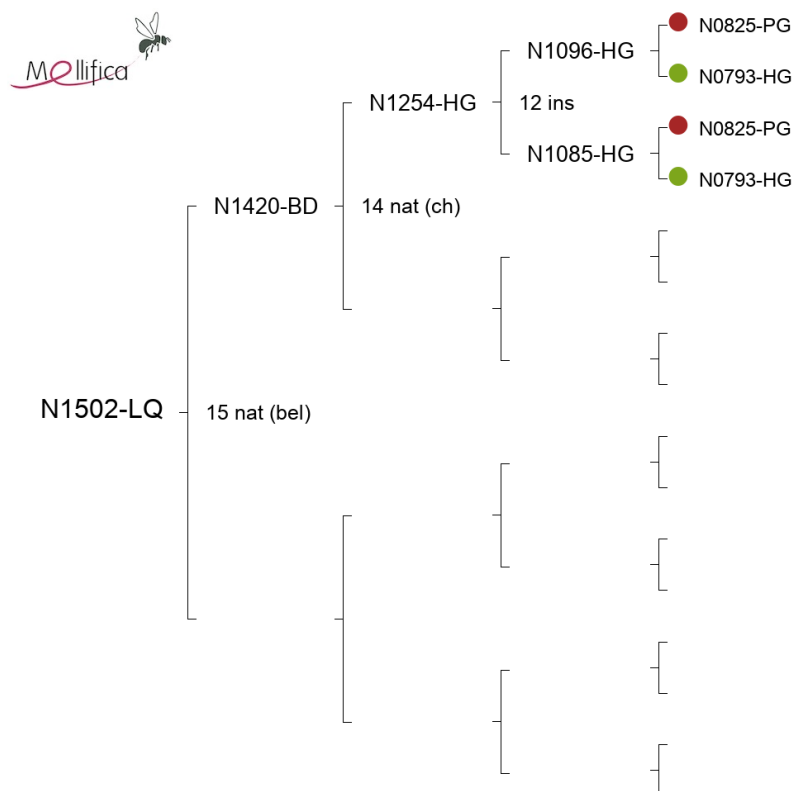 Mellifica
N0825-PG
N1096-HG
N0793-HG
N1254-HG
12 ins
N0825-PG
N1085-HG
N0793-HG
N1420-BD
14 nat (ch)
N1502-LQ
15 nat (bel)